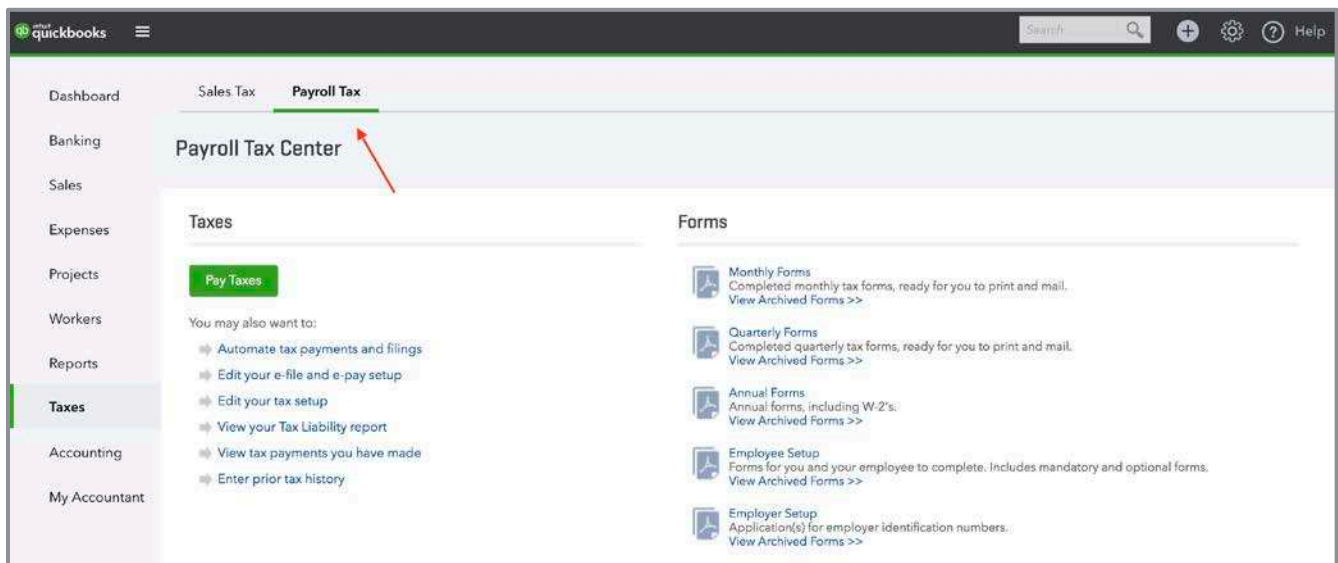 intuit
quickbooks
Search
Help
Dashboard
Banking
Sales
Expenses
Projects
Workers
Reports
Taxes
Accounting
My Accountant
Sales Tax
Payroll Tax
Payroll Tax Center
Taxes
Pay Taxes
You may also want to:
Automate tax payments and filings
Edit your e-file and e-pay setup
Edit your tax setup
View your Tax Liability report
View tax payments you have made
Enter prior tax history
Forms
Monthly Forms
Completed monthly tax forms, ready for you to print and mail.
View Archived Forms >>
Quarterly Forms
Completed quarterly tax forms, ready for you to print and mail.
View Archived Forms >>
Annual Forms
Annual forms, including W-2's.
View Archived Forms >>
Employee Setup
Forms for you and your employee to complete. Includes mandatory and optional forms.
View Archived Forms >>
Employer Setup
Application(s) for employer identification numbers.
View Archived Forms >>